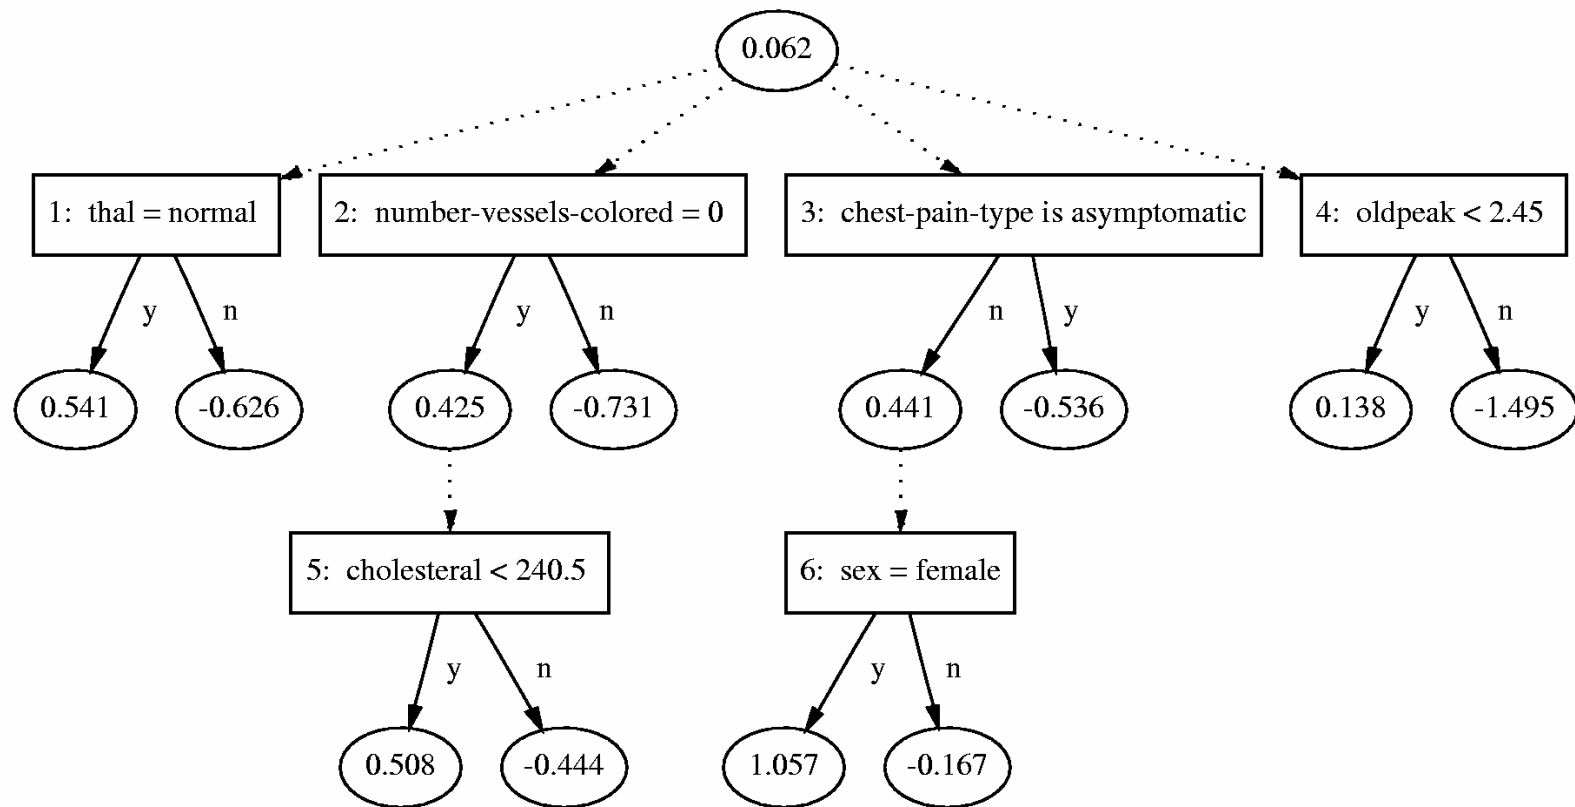 0.062
1: thal = normal
2: number-vessels-colored = 0
3: chest-pain-type is asymptomatic
4: oldpeak < 2.45
y
n
y
n
n
y
y
n
0.541
-0.626
0.425
-0.731
0.441
-0.536
0.138
-1.495
5: cholesteral < 240.5
6: sex = female
y
n
y
n
0.508
-0.444
1.057
-0.167